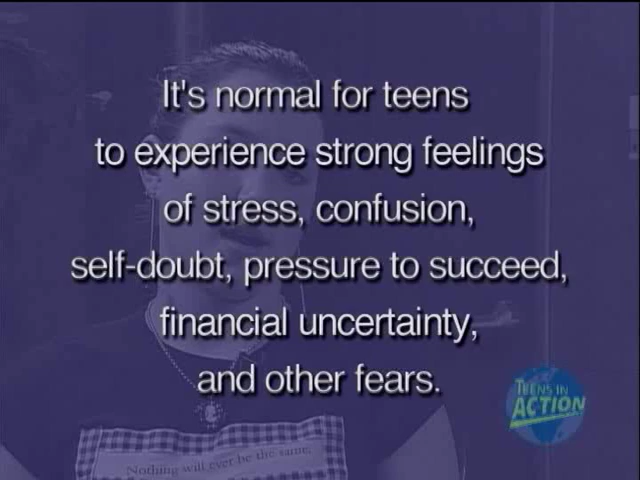 It's normal for teens
to experience strong feelings
of stress, confusion,
self-doubt, pressure to succeed,
financial uncertainty,
and other fears.
TEENS IN
ACTION
Nothing will ever be the same.